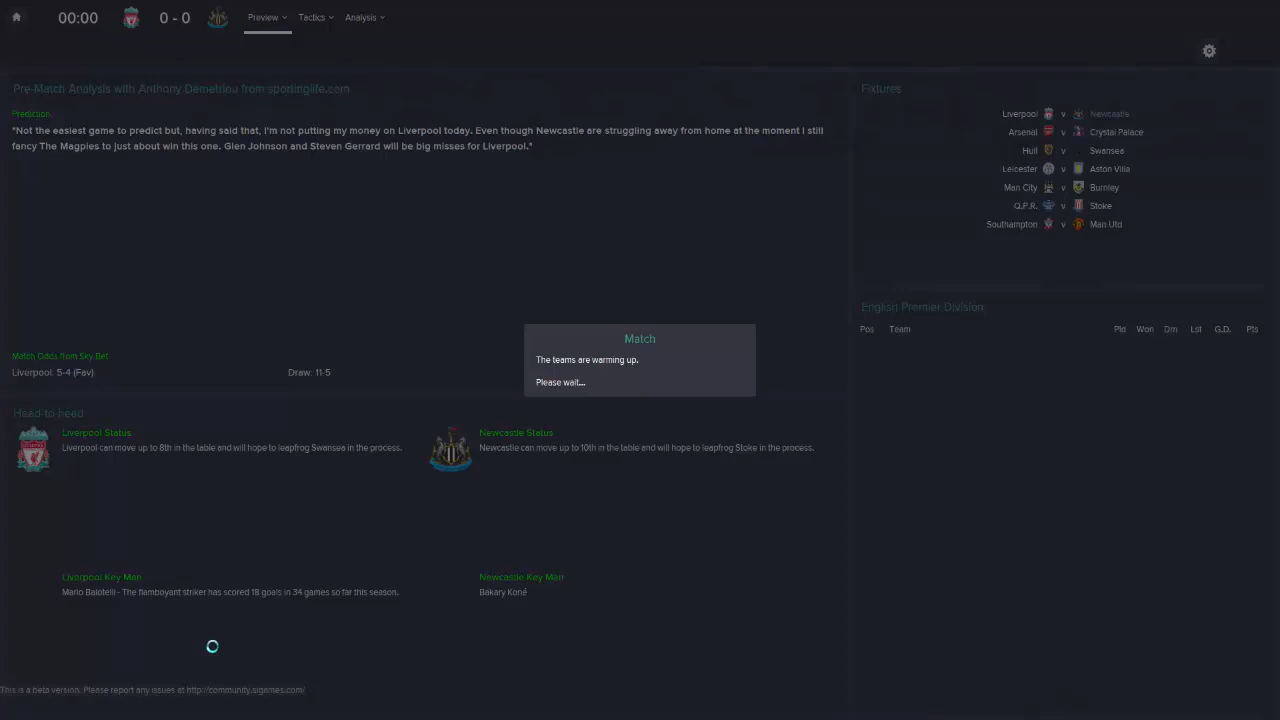 00:00 0 - 0 Preview Tactics Analysis
Pre-Match Analysis with Anthony Demetriou from sportinglife.com
Prediction
"Not the easiest game to predict but, having said that, I'm not putting my money on Liverpool today. Even though Newcastle are struggling away from home at the moment I still
fancy The Magpies to just about win this one. Glen Johnson and Steven Gerrard will be big misses for Liverpool."
Match Odds from Sky Bet
Liverpool: 5-4 (Fav) Draw: 11-5
Fixtures
Liverpool v Newcastle
Arsenal v Crystal Palace
Hull v Swansea
Leicester v Aston Villa
Man City v Burnley
Q.P.R. v Stoke
Southampton v Man Utd
English Premier Division
Pos Team Pld Won Drn Lst G.D. Pts
Match
The teams are warming up.
Please wait...
Head-to head
Liverpool Status
Liverpool can move up to 8th in the table and will hope to leapfrog Swansea in the process.
Newcastle Status
Newcastle can move up to 10th in the table and will hope to leapfrog Stoke in the process.
Liverpool Key Man
Mario Balotelli - The flamboyant striker has scored 18 goals in 34 games so far this season.
Newcastle Key Man
Bakary Koné
This is a beta version. Please report any issues at http://community.sigames.com/